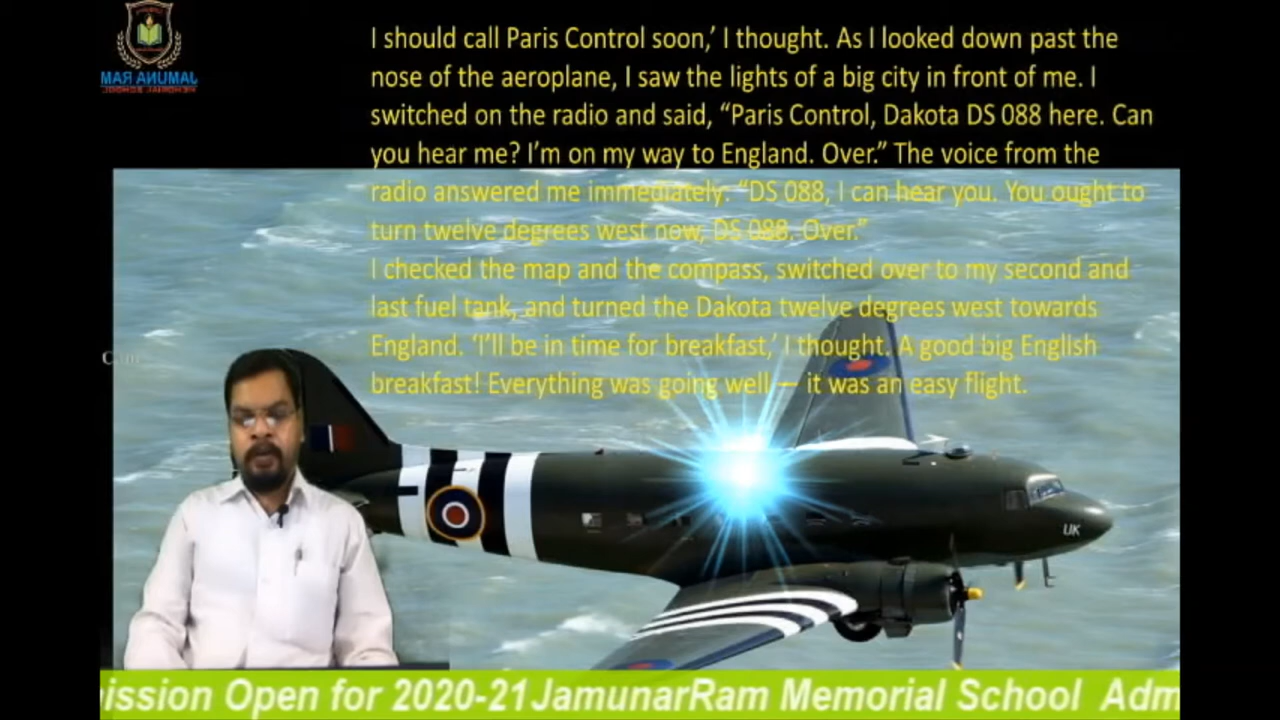 JAMUNA RAM
I should call Paris Control soon,’ I thought. As I looked down past the
nose of the aeroplane, I saw the lights of a big city in front of me. I
switched on the radio and said, “Paris Control, Dakota DS 088 here. Can
you hear me? I’m on my way to England. Over.” The voice from the
radio answered me immediately: “DS 088, I can hear you. You ought to
turn twelve degrees west now, DS 088. Over.”
I checked the map and the compass, switched over to my second and
last fuel tank, and turned the Dakota twelve degrees west towards
England. ‘I’ll be in time for breakfast,’ I thought. A good big English
breakfast! Everything was going well — it was an easy flight.
UK
ission Open for 2020-21JamunarRam Memorial School Adm